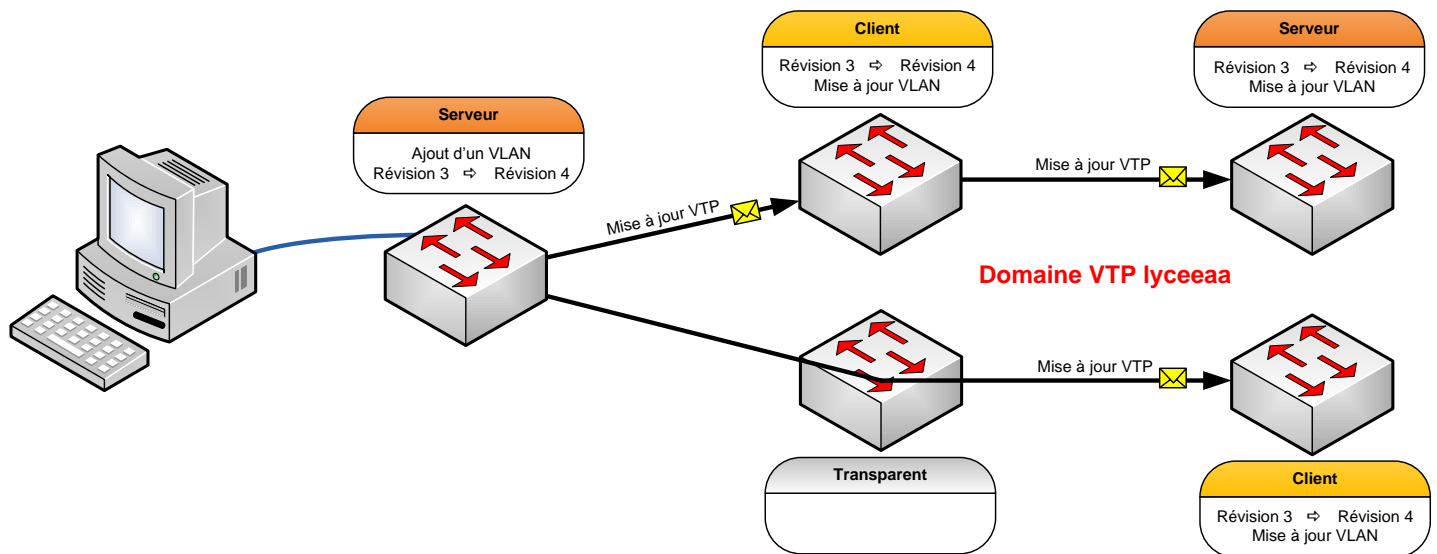 Client
Révision 3 ⇨ Révision 4
Mise à jour VLAN
Serveur
Révision 3 ⇨ Révision 4
Mise à jour VLAN
Serveur
Ajout d'un VLAN
Révision 3 ⇨ Révision 4
Mise à jour VTP
Mise à jour VTP
Domaine VTP lyceeaa
Mise à jour VTP
Transparent
Client
Révision 3 ⇨ Révision 4
Mise à jour VLAN